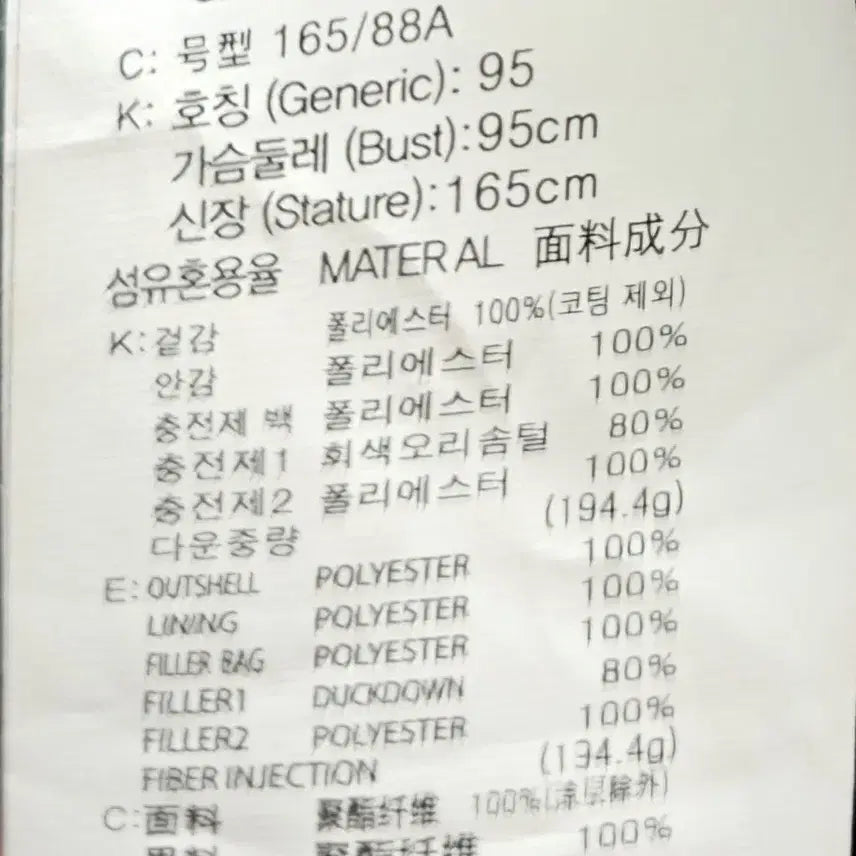 C: 号型 165/88A
K: 호칭 (Generic): 95
가슴둘레 (Bust):95cm
신장 (Stature):165cm
섬유혼용율 MATERAL 面料成分
K:겉감 폴리에스터 100%(코팅 제외)
안감 폴리에스터 100%
충전제 백 폴리에스터 100%
충전제1 회색오리솜털 80%
충전제2 폴리에스터 100%
다운중량 (194.4g)
E: OUTSHELL POLYESTER 100%
LINING POLYESTER 100%
FILLER BAG POLYESTER 100%
FILLER1 DUCKDOWN 80%
FILLER2 POLYESTER 100%
FIBER INJECTION (194.4g)
C:面料 聚酯纤维 100%(涂层除外)
100%